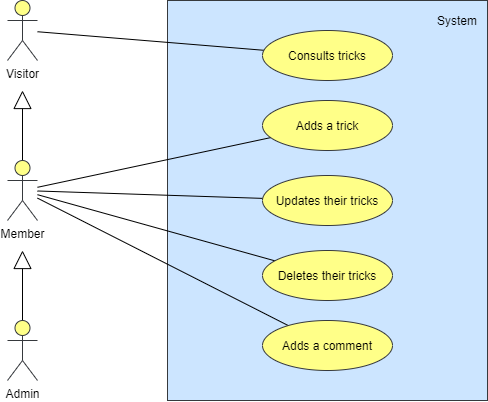 System
Visitor
Consults tricks
Adds a trick
Member
Updates their tricks
Deletes their tricks
Adds a comment
Admin